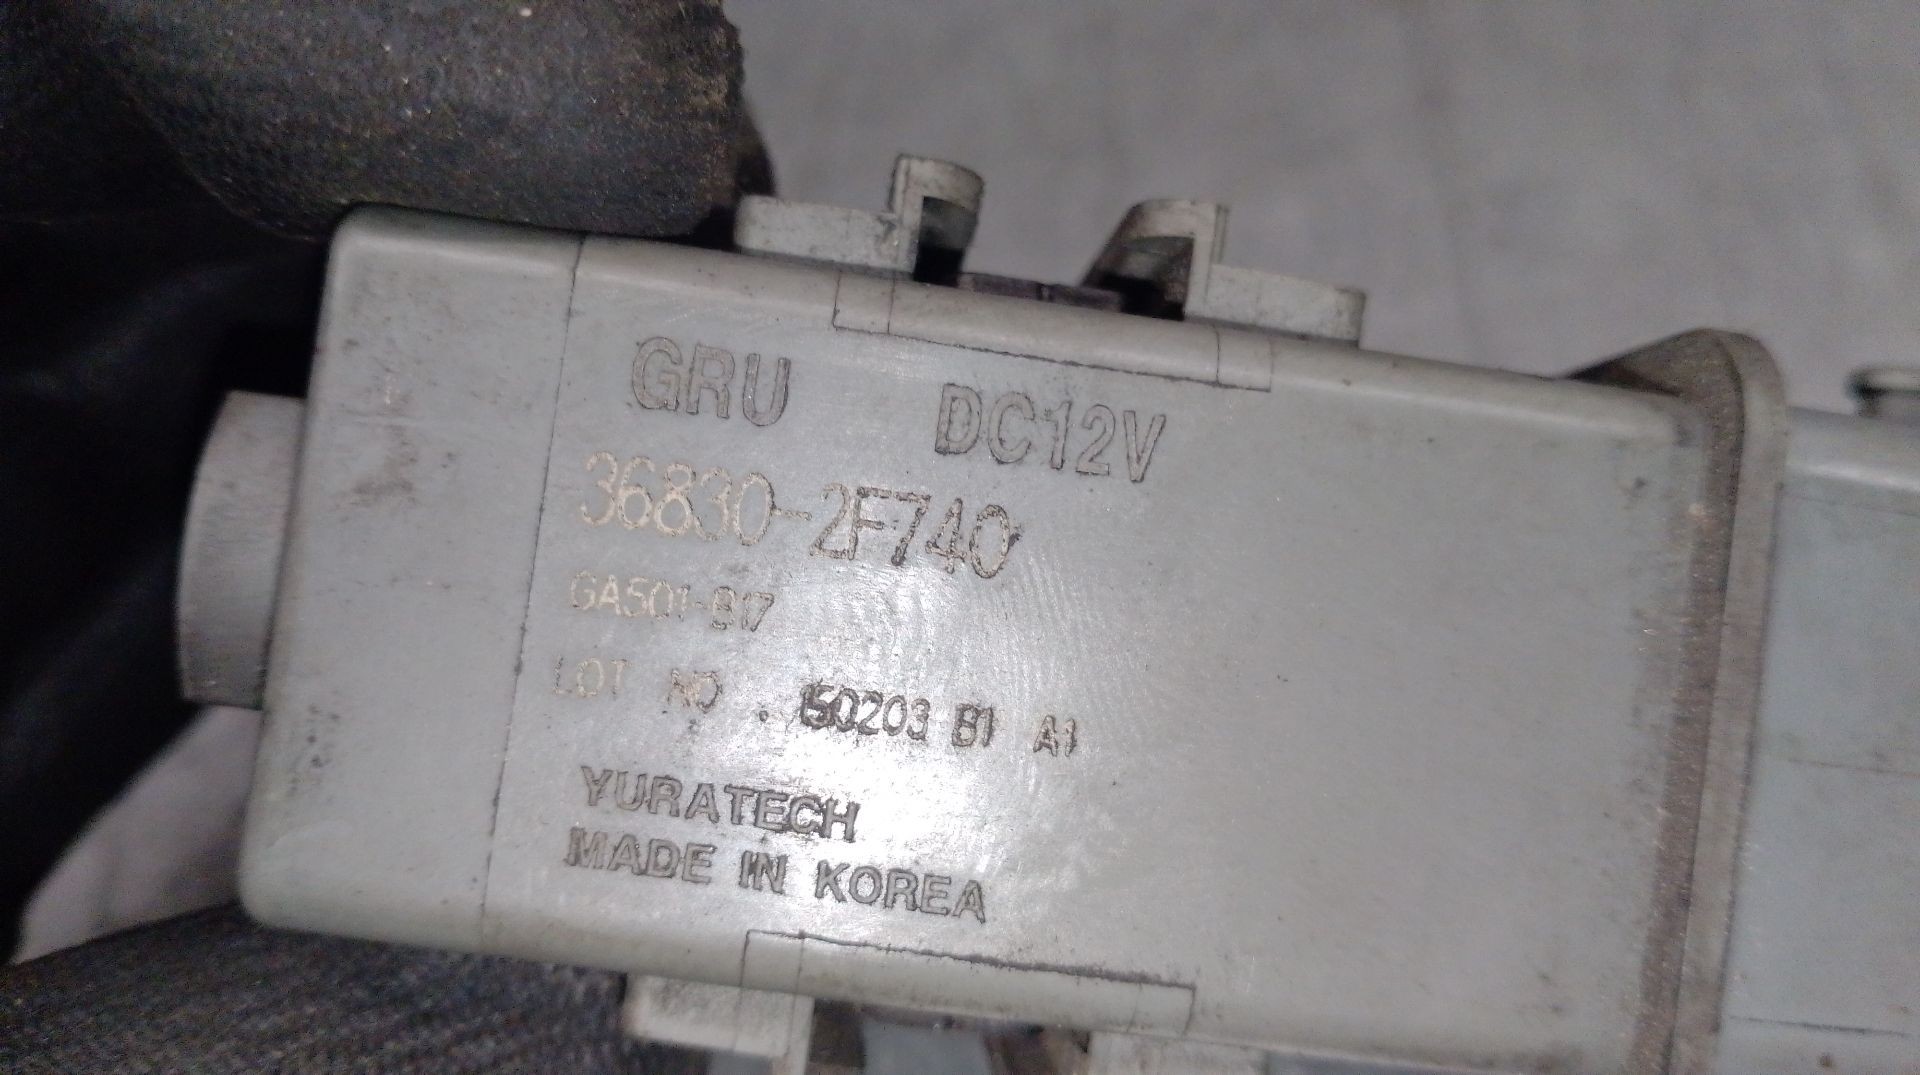 GRU DC12V
36830-2F740
GA501-B17
LOT NO. 150203 B1 A1
YURATECH
MADE IN KOREA